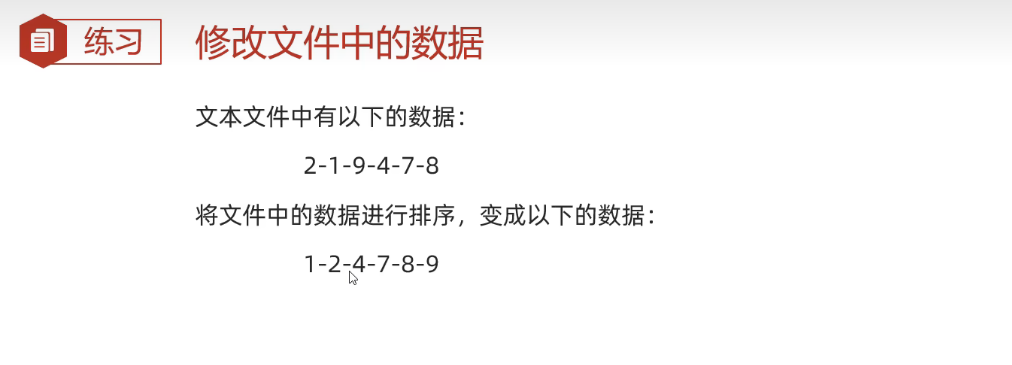 练习
修改文件中的数据
文本文件中有以下的数据：
2-1-9-4-7-8
将文件中的数据进行排序，变成以下的数据：
1-2-4-7-8-9